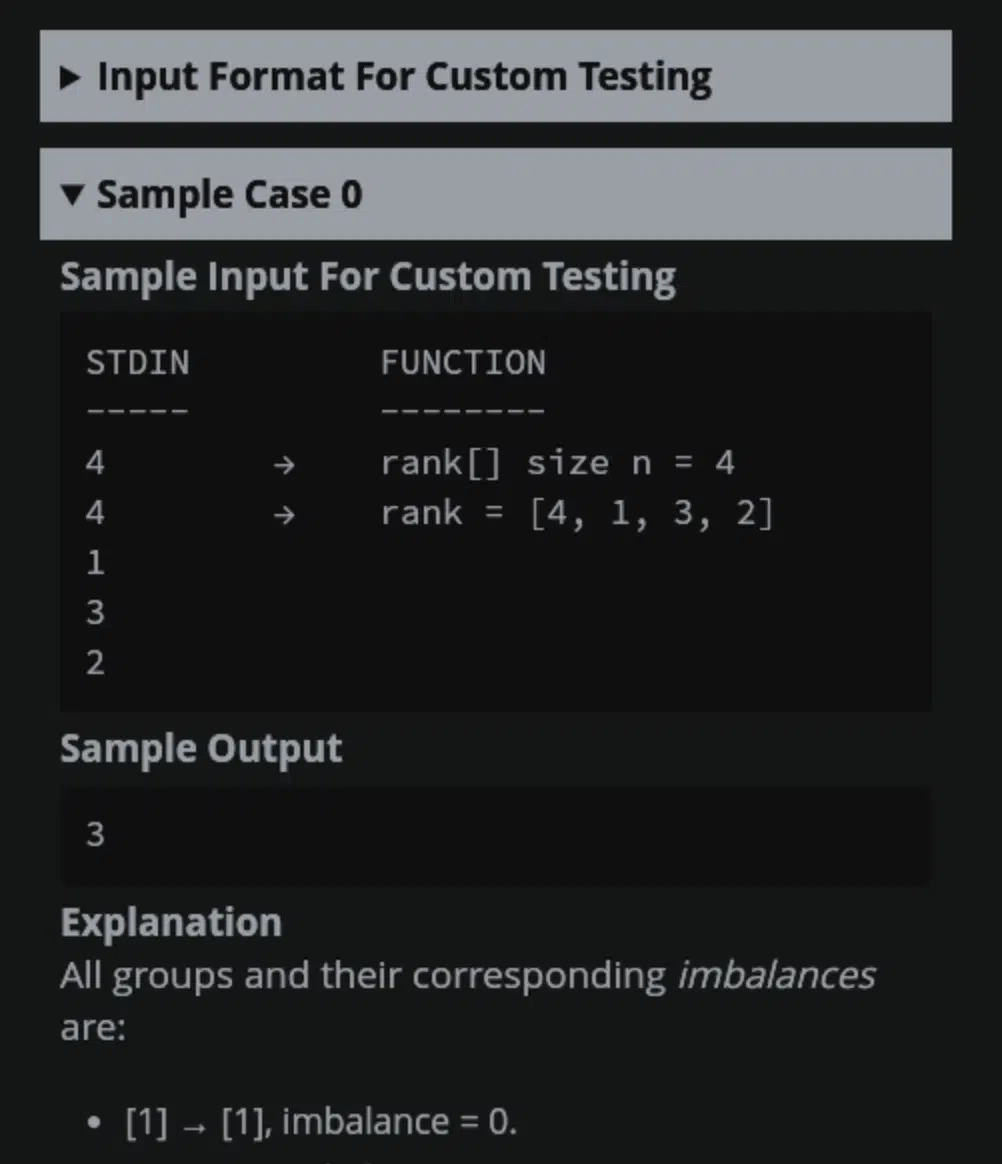 ▶ Input Format For Custom Testing
▼ Sample Case 0
Sample Input For Custom Testing
STDIN FUNCTION
----- --------
4 → rank[] size n = 4
4 → rank = [4, 1, 3, 2]
1
3
2
Sample Output
3
Explanation
All groups and their corresponding imbalances
are:
• [1] → [1], imbalance = 0.